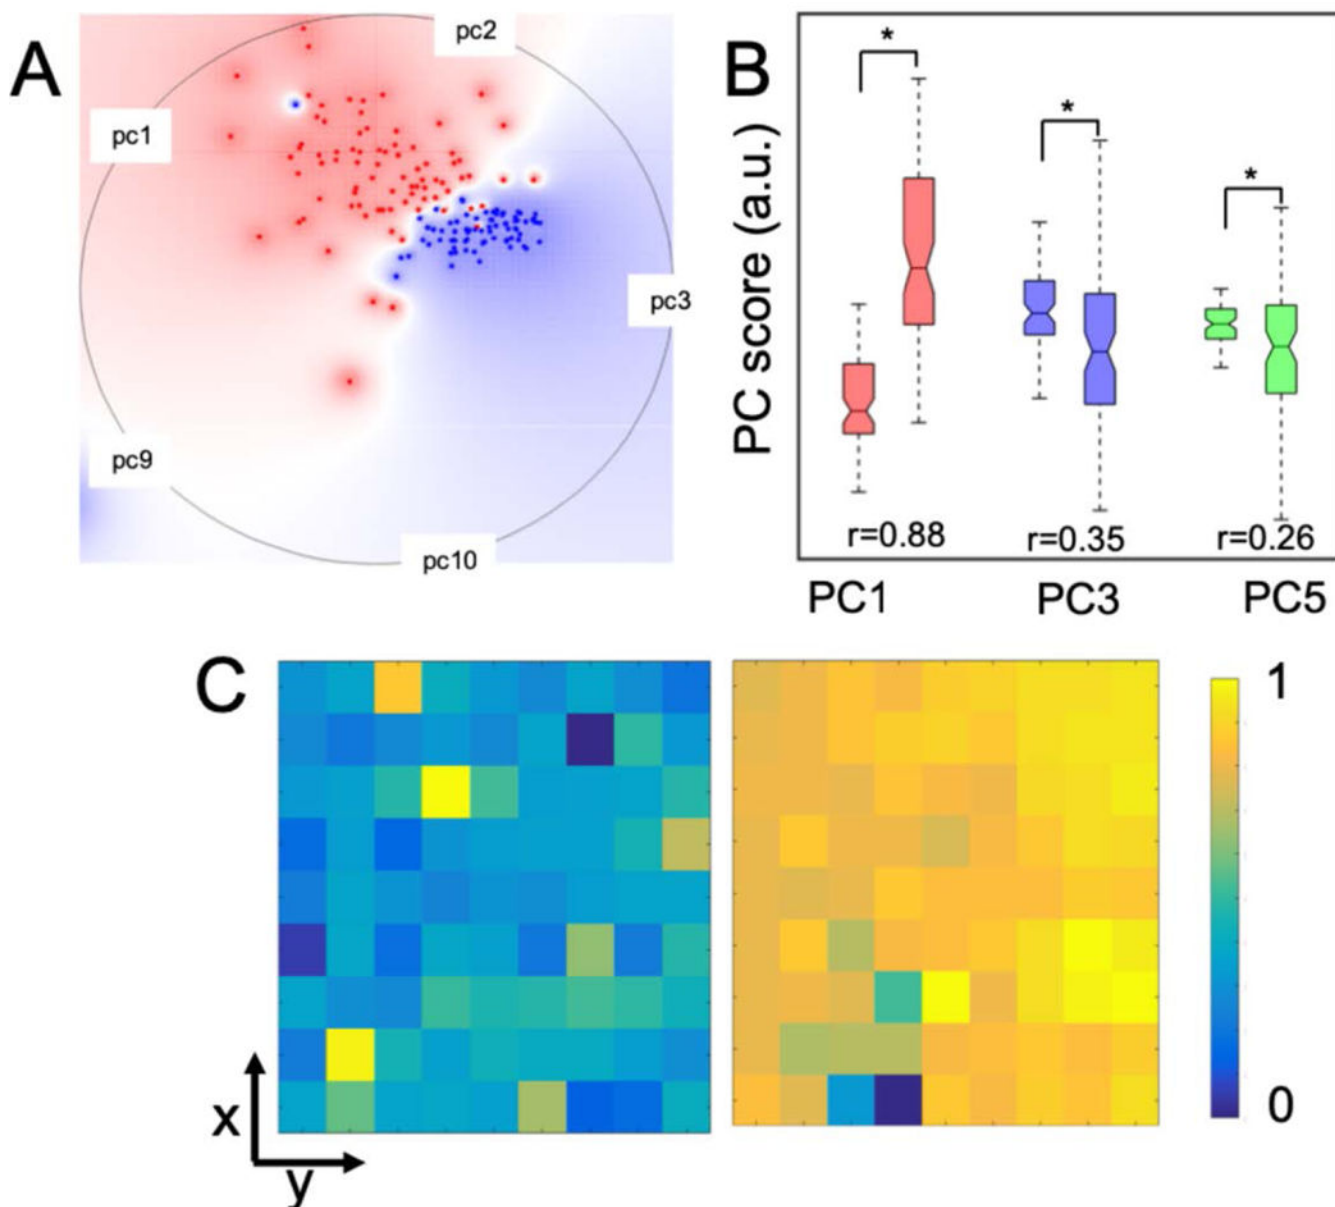 A
pc2
pc1
pc3
pc9
pc10
B
PC score (a.u.)
*
*
*
r=0.88
r=0.35
r=0.26
PC1
PC3
PC5
C
1
0
x
y